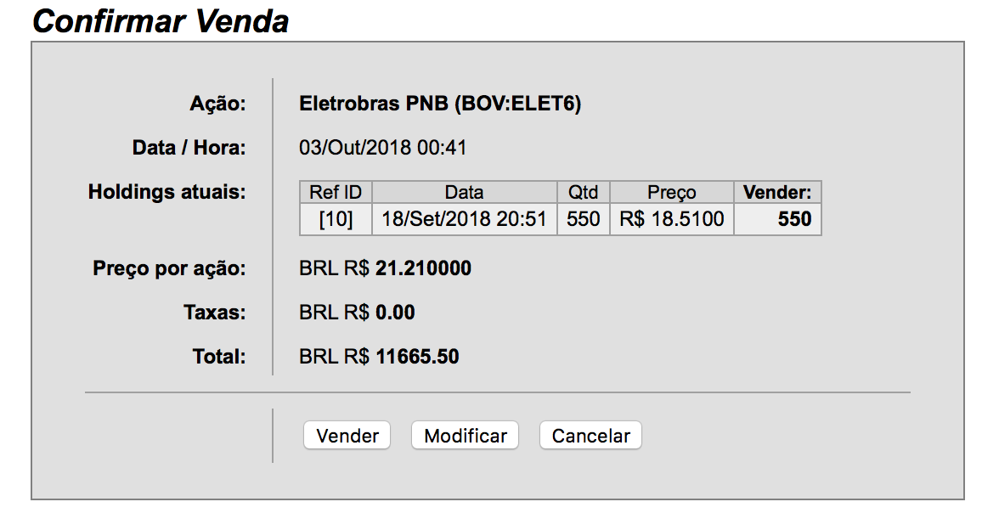 Confirmar Venda
Ação: Eletrobras PNB (BOV:ELET6)
Data / Hora: 03/Out/2018 00:41
Holdings atuais: Ref ID Data Qtd Preço Vender:
[10] 18/Set/2018 20:51 550 R$ 18.5100 550
Preço por ação: BRL R$ 21.210000
Taxas: BRL R$ 0.00
Total: BRL R$ 11665.50
Vender Modificar Cancelar